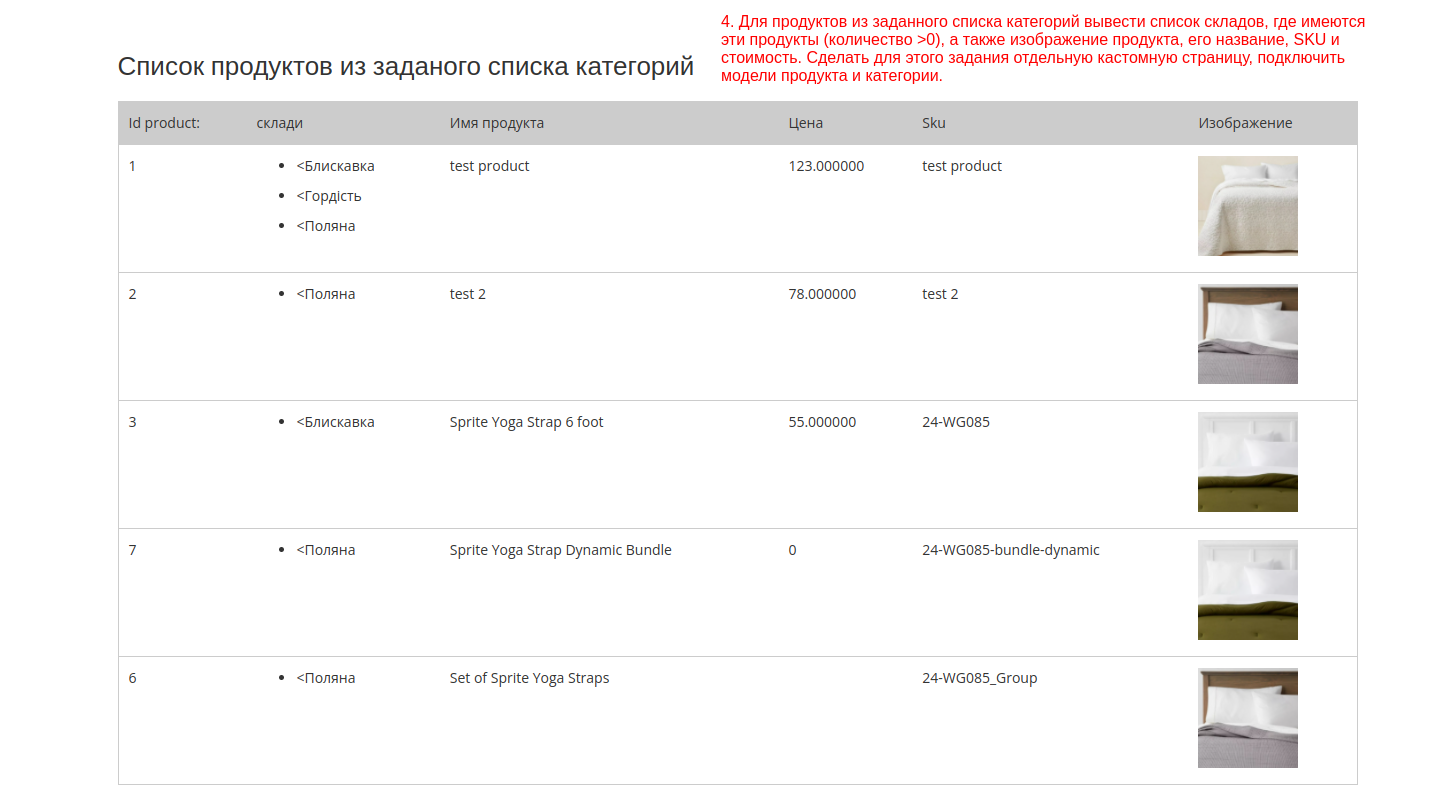 4. Для продуктов из заданного списка категорий вывести список складов, где имеются
эти продукты (количество >0), а также изображение продукта, его название, SKU и
стоимость. Сделать для этого задания отдельную кастомную страницу, подключить
модели продукта и категории.
Список продуктов из заданого списка категорий
Id product: склади Имя продукта Цена Sku Изображение
1 <Блискавка test product 123.000000 test product
<Гордість
<Поляна
2 <Поляна test 2 78.000000 test 2
3 <Блискавка Sprite Yoga Strap 6 foot 55.000000 24-WG085
7 <Поляна Sprite Yoga Strap Dynamic Bundle 0 24-WG085-bundle-dynamic
6 <Поляна Set of Sprite Yoga Straps 24-WG085_Group